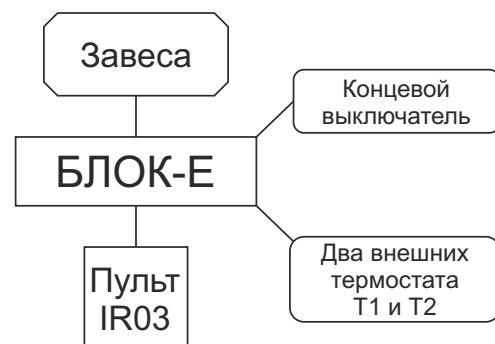 Завеса
Концевой
выключатель
БЛОК-Е
Два внешних
термостата
Т1 и Т2
Пульт
IR03